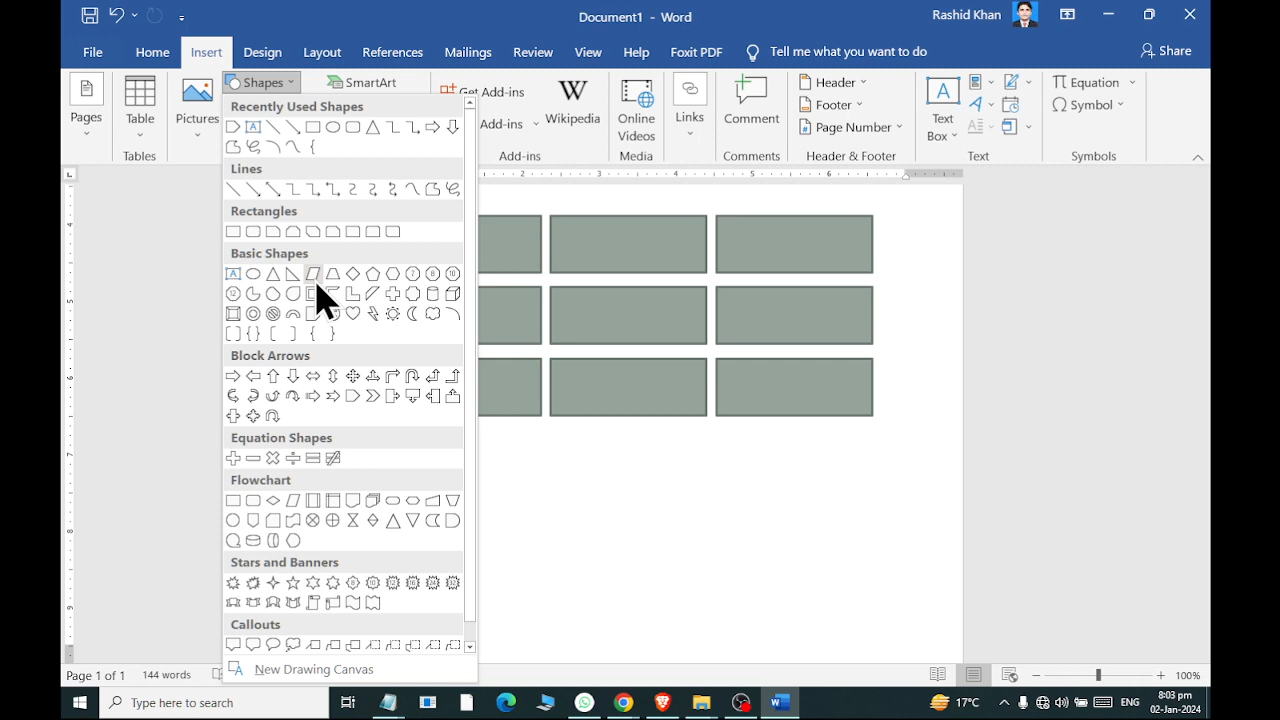 Document1 - Word
Rashid Khan
File Home Insert Design Layout References Mailings Review View Help Foxit PDF Tell me what you want to do Share
Pages
Table
Tables
Pictures
Shapes
SmartArt
Get Add-ins
Add-ins
Add-ins
Wikipedia
Online
Videos
Media
Links
Comment
Comments
Header
Footer
Page Number
Header & Footer
Text
Box
Text
Equation
Symbol
Symbols
Recently Used Shapes
Lines
Rectangles
Basic Shapes
Block Arrows
Equation Shapes
Flowchart
Stars and Banners
Callouts
New Drawing Canvas
Page 1 of 1 144 words 100%
Type here to search
17°C
ENG
8:03 pm
02-Jan-2024